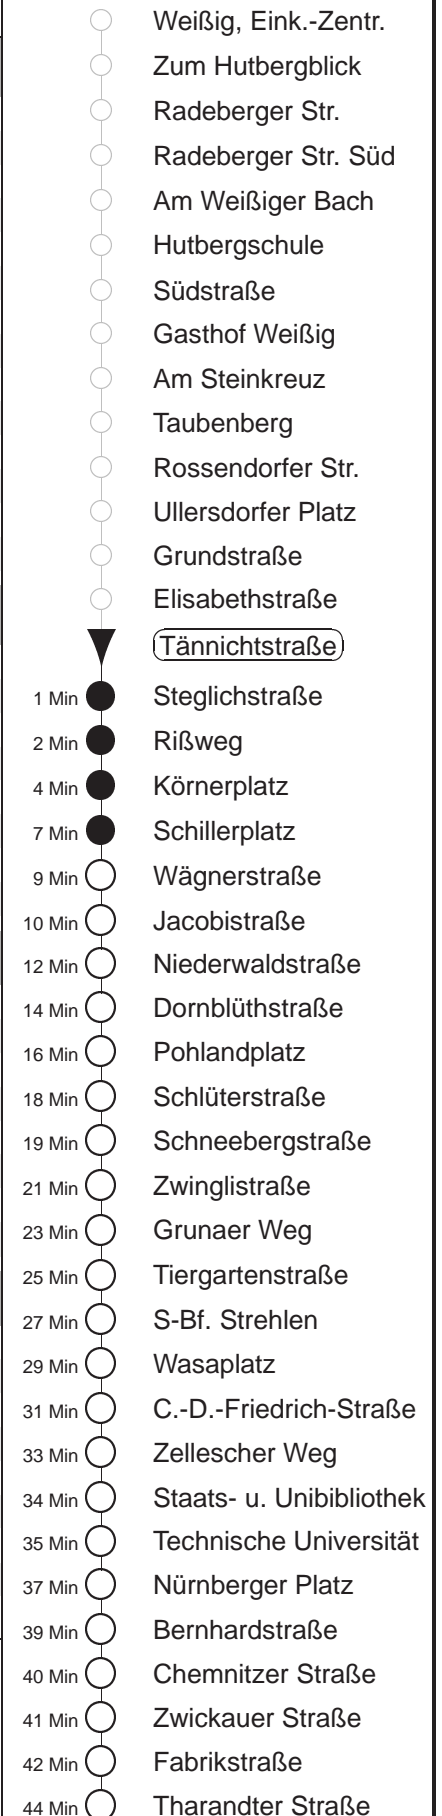 Weißig, Eink.-Zentr.
Zum Hutbergblick
Radeberger Str.
Radeberger Str. Süd
Am Weißiger Bach
Hutbergschule
Südstraße
Gasthof Weißig
Am Steinkreuz
Taubenberg
Rossendorfer Str.
Ullersdorfer Platz
Grundstraße
Elisabethstraße
Tännichtstraße
1 Min Steglichstraße
2 Min Rißweg
4 Min Körnerplatz
7 Min Schillerplatz
9 Min Wägnerstraße
10 Min Jacobistraße
12 Min Niederwaldstraße
14 Min Dornblüthstraße
16 Min Pohlandplatz
18 Min Schlüterstraße
19 Min Schneebergstraße
21 Min Zwinglistraße
23 Min Grunaer Weg
25 Min Tiergartenstraße
27 Min S-Bf. Strehlen
29 Min Wasaplatz
31 Min C.-D.-Friedrich-Straße
33 Min Zellescher Weg
34 Min Staats- u. Unibibliothek
35 Min Technische Universität
37 Min Nürnberger Platz
39 Min Bernhardstraße
40 Min Chemnitzer Straße
41 Min Zwickauer Straße
42 Min Fabrikstraße
44 Min Tharandter Straße